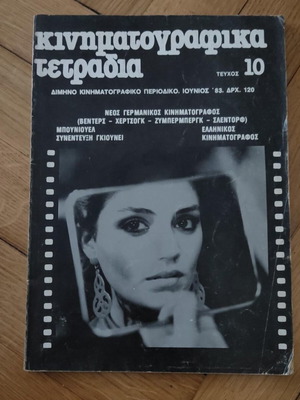 κινηματογραφικα
τετραδια
ΤΕΥΧΟΣ 10
ΔΙΜΗΝΟ ΚΙΝΗΜΑΤΟΓΡΑΦΙΚΟ ΠΕΡΙΟΔΙΚΟ. ΙΟΥΝΙΟΣ '83. ΔΡΧ. 120
ΝΕΟΣ ΓΕΡΜΑΝΙΚΟΣ ΚΙΝΗΜΑΤΟΓΡΑΦΟΣ
(ΒΕΝΤΕΡΣ - ΧΕΡΤΣΟΓΚ - ΖΥΜΠΕΡΜΠΕΡΓΚ - ΣΛΕΝΤΟΡΦ)
ΜΠΟΥΝΙΟΥΕΛ
ΣΥΝΕΝΤΕΥΞΗ ΓΚΙΟΥΝΕΪ
ΕΛΛΗΝΙΚΟΣ
ΚΙΝΗΜΑΤΟΓΡΑΦΟΣ